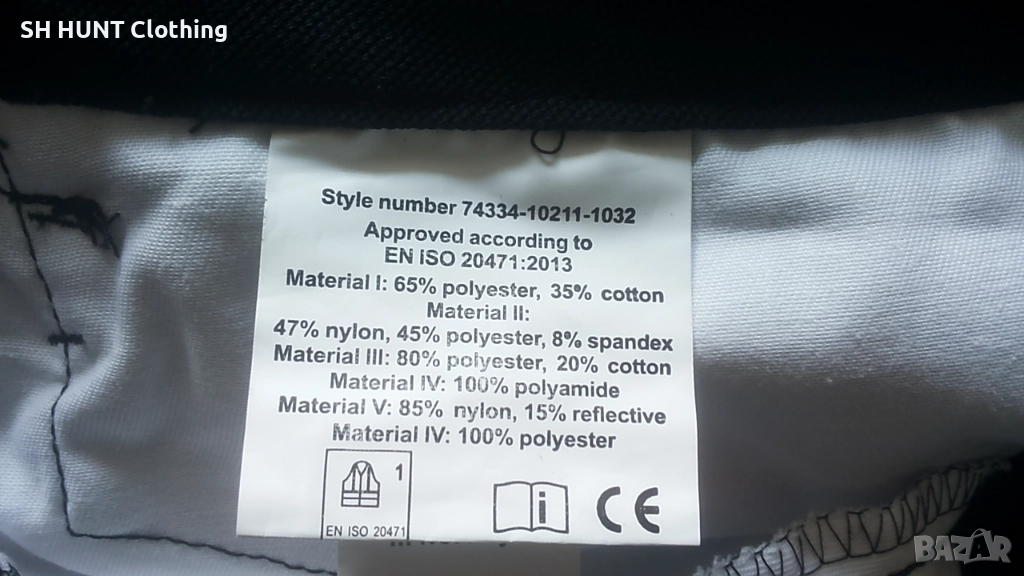 SH HUNT Clothing
Style number 74334-10211-1032
Approved according to
EN ISO 20471:2013
Material I: 65% polyester, 35% cotton
Material II:
47% nylon, 45% polyester, 8% spandex
Material III: 80% polyester, 20% cotton
Material IV: 100% polyamide
Material V: 85% nylon, 15% reflective
Material IV: 100% polyester
1
EN ISO 20471
i CE
BAZAR